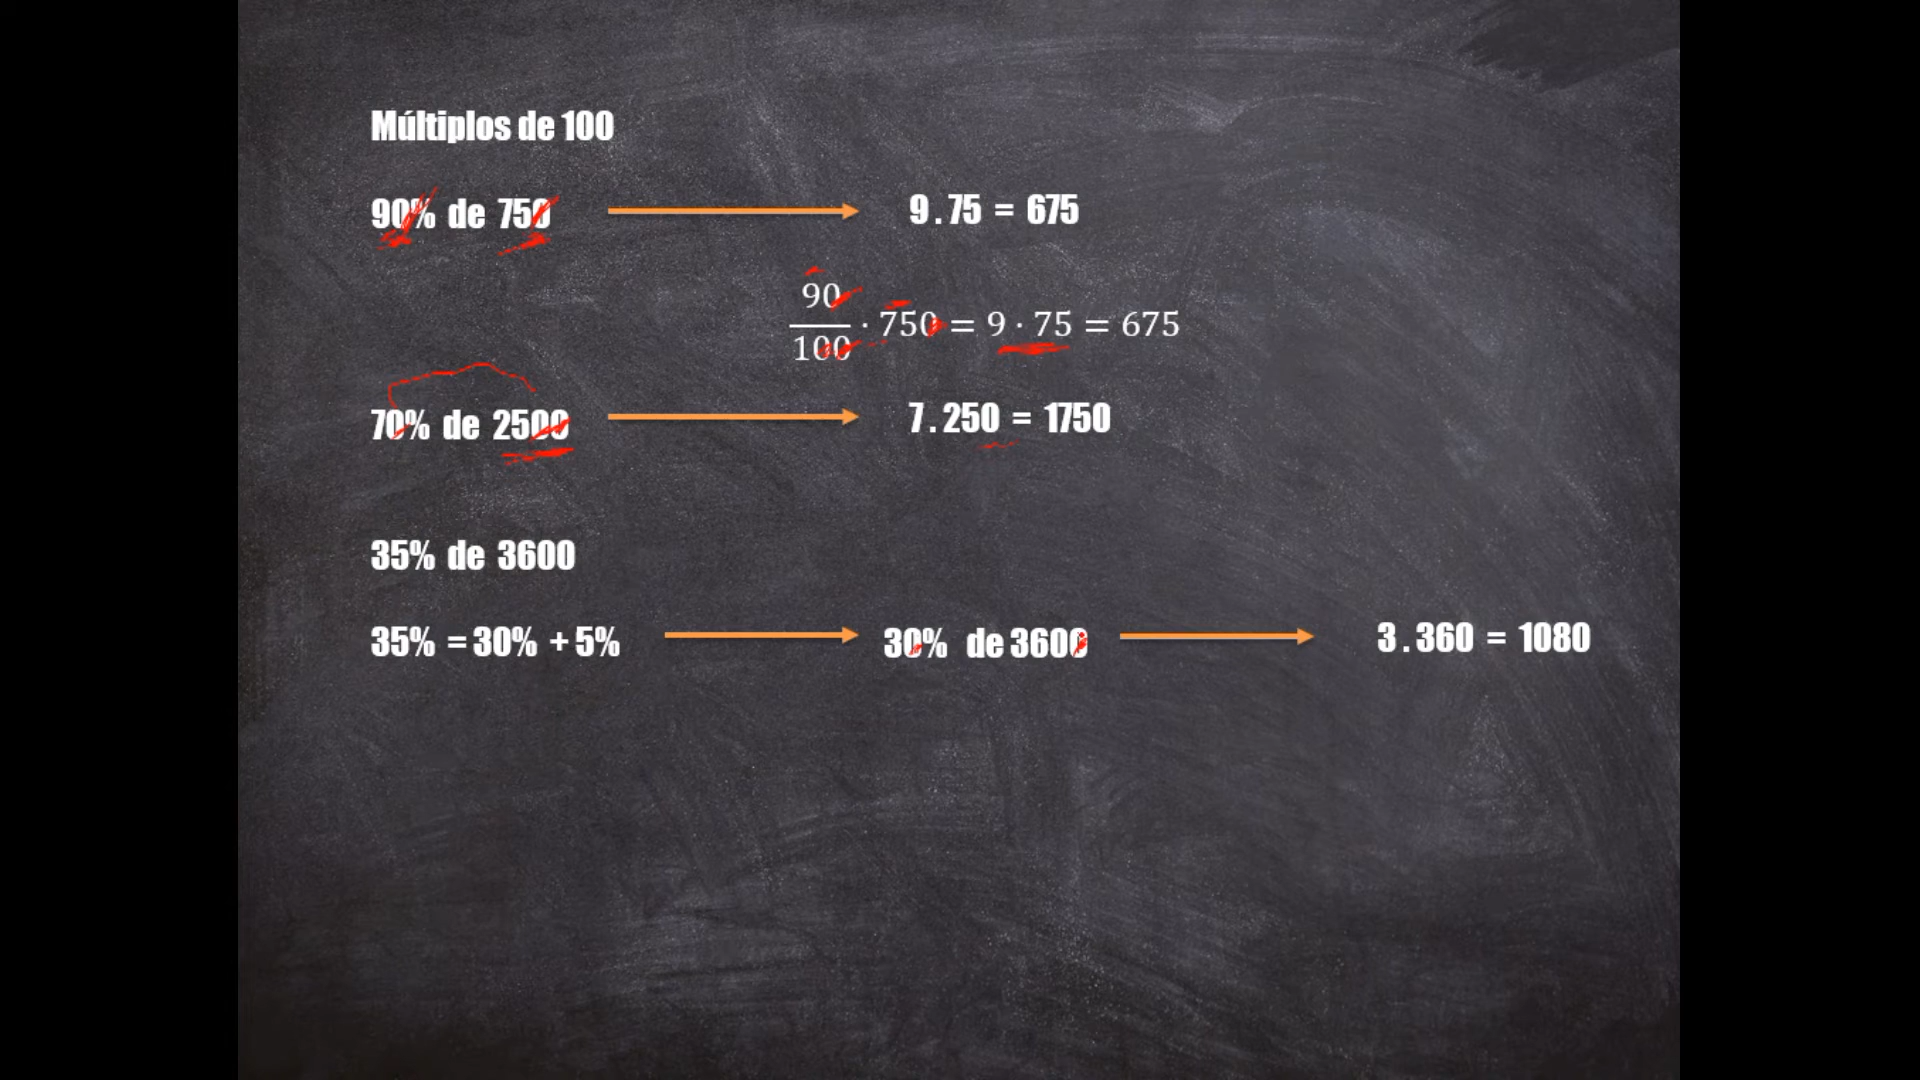 Múltiplos de 100
90% de 750 9 . 75 = 675
90/100 · 750 = 9 · 75 = 675
70% de 2500 7 . 250 = 1750
35% de 3600
35% = 30% + 5% 30% de 3600 3 . 360 = 1080